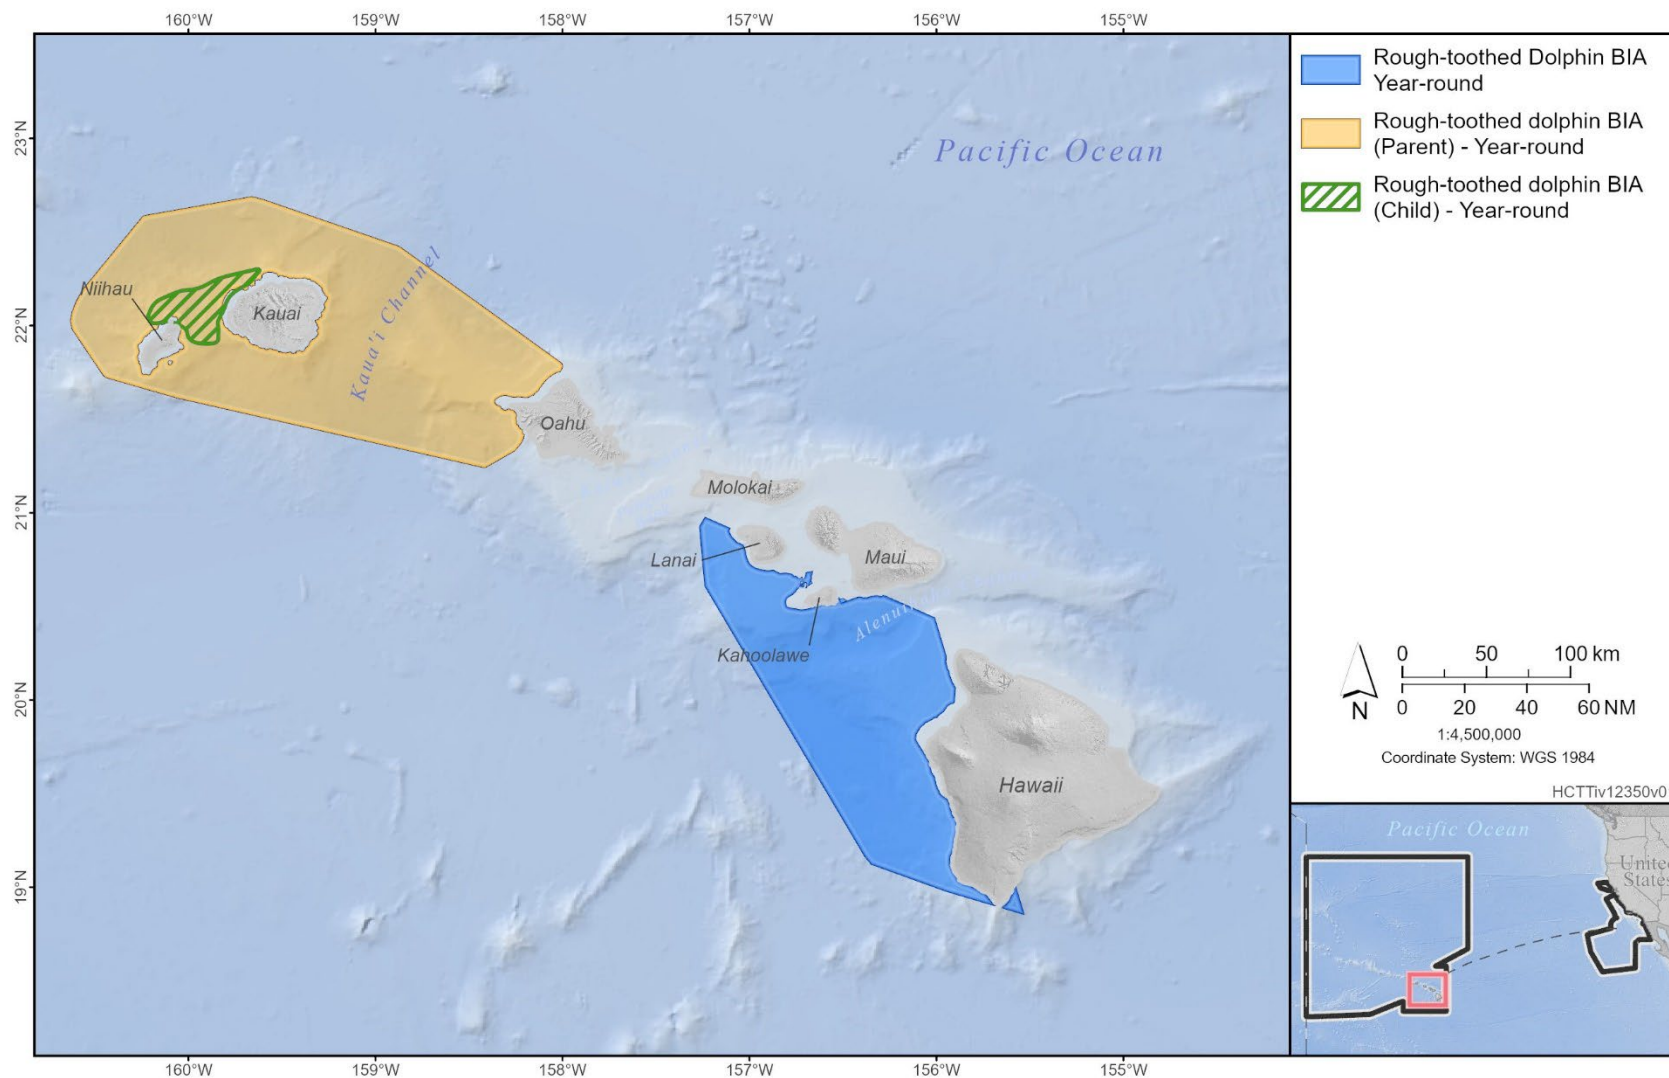 160°W
159°W
158°W
157°W
156°W
155°W
23°N
22°N
21°N
20°N
19°N
Pacific Ocean
Niihau
Kauai
Kaua'i Channel
Oahu
Molokai
Lanai
Maui
Kahoolawe
Hawaii
160°W
159°W
158°W
157°W
156°W
155°W
Rough-toothed Dolphin BIA
Year-round
Rough-toothed dolphin BIA
(Parent) - Year-round
Rough-toothed dolphin BIA
(Child) - Year-round
N
0 50 100 km
0 20 40 60 NM
1:4,500,000
Coordinate System: WGS 1984
HCTTiv12350v0
Pacific Ocean
United
States